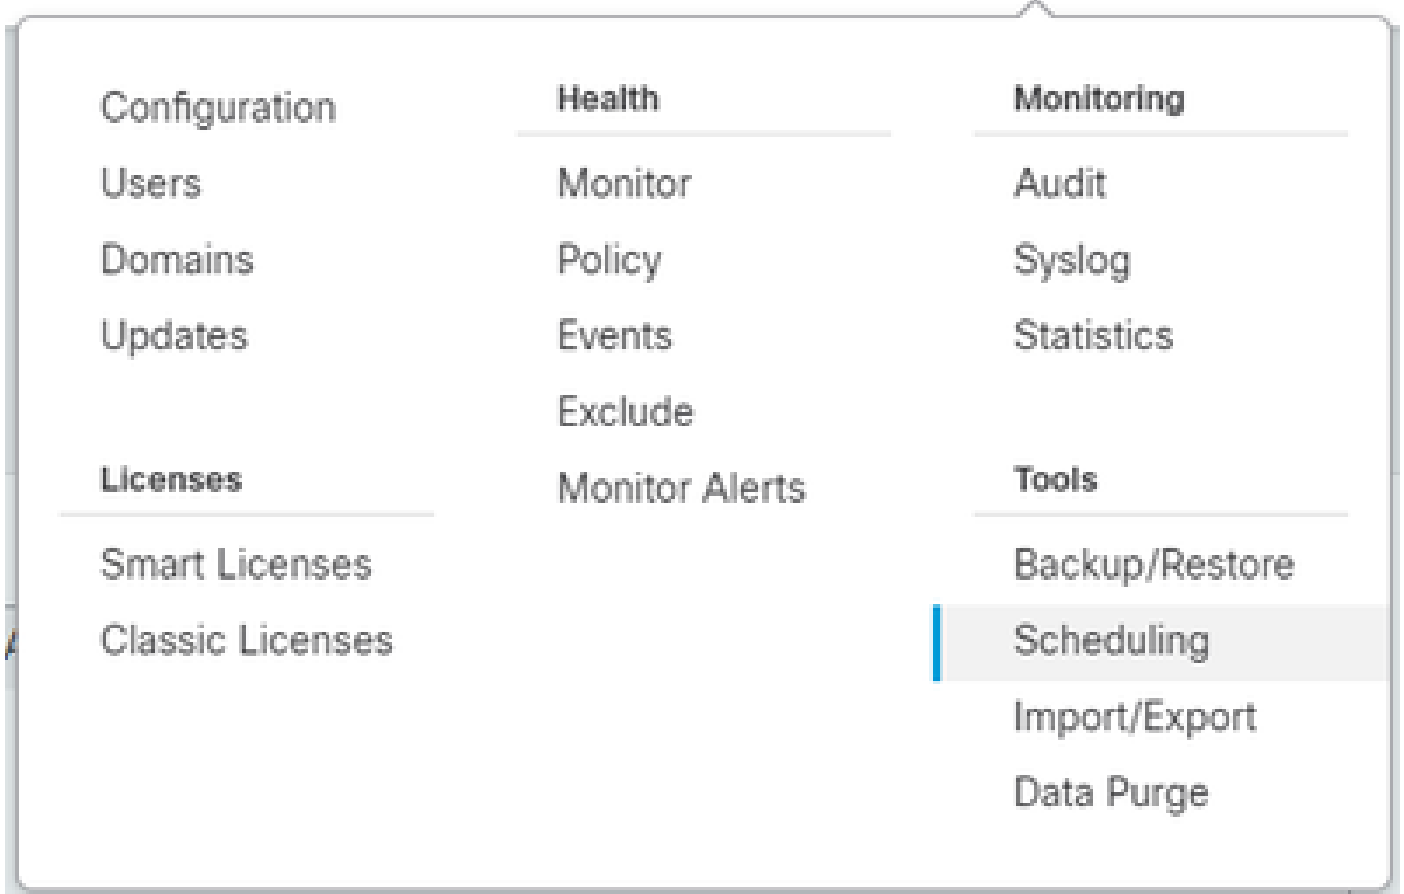 Configuration
Users
Domains
Updates
Licenses
Smart Licenses
Classic Licenses
Health
Monitor
Policy
Events
Exclude
Monitor Alerts
Monitoring
Audit
Syslog
Statistics
Tools
Backup/Restore
Scheduling
Import/Export
Data Purge